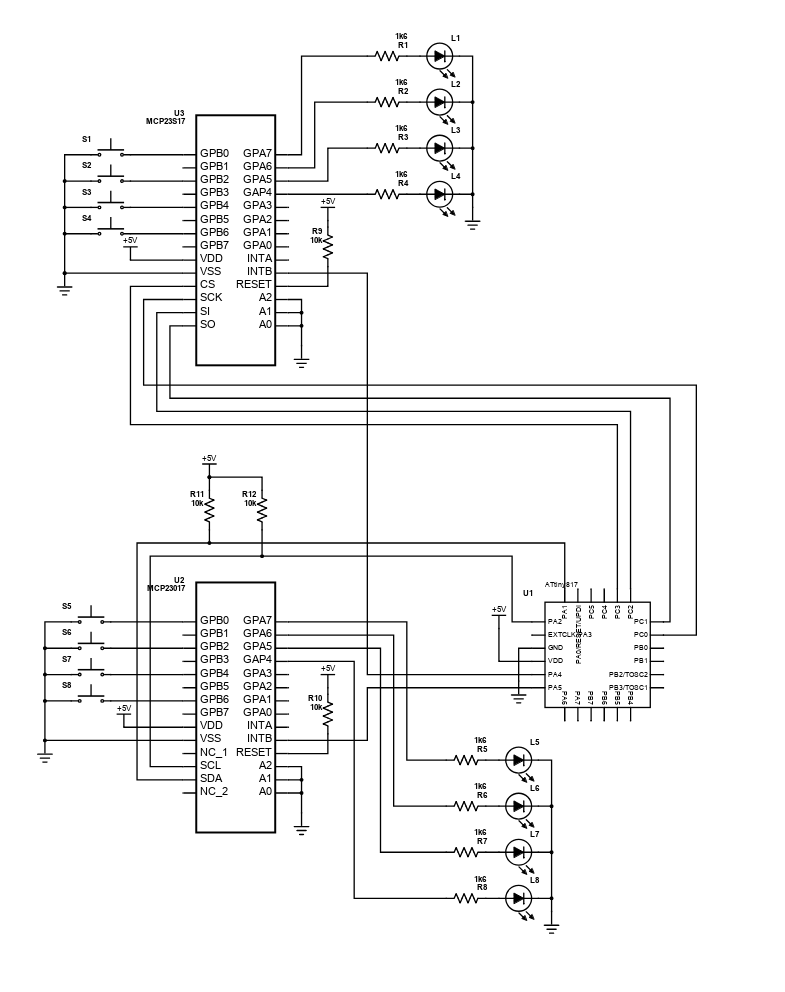 1k6
R1
L1
1k6
R2
L2
1k6
R3
L3
1k6
R4
L4
U3
MCP23S17
S1
S2
S3
S4
+5V
GPB0
GPB1
GPB2
GPB3
GPB4
GPB5
GPB6
GPB7
VDD
VSS
CS
SCK
SI
SO
GPA7
GPA6
GPA5
GAP4
GPA3
GPA2
GPA1
GPA0
INTA
INTB
RESET
A2
A1
A0
+5V
R9
10k
+5V
R11
10k
R12
10k
U2
MCP23017
S5
S6
S7
S8
+5V
GPB0
GPB1
GPB2
GPB3
GPB4
GPB5
GPB6
GPB7
VDD
VSS
NC_1
SCL
SDA
NC_2
GPA7
GPA6
GPA5
GAP4
GPA3
GPA2
GPA1
GPA0
INTA
INTB
RESET
A2
A1
A0
+5V
R10
10k
ATtiny817
U1
+5V
PA2
EXTCLK/PA3
GND
VDD
PA4
PA5
PA1
PA0/RESET/UPDI
PC5
PC4
PC3
PC2
PC1
PC0
PB0
PB1
PB2/TOSC2
PB3/TOSC1
PA6
PA7
PB7
PB6
PB5
PB4
1k6
R5
L5
1k6
R6
L6
1k6
R7
L7
1k6
R8
L8